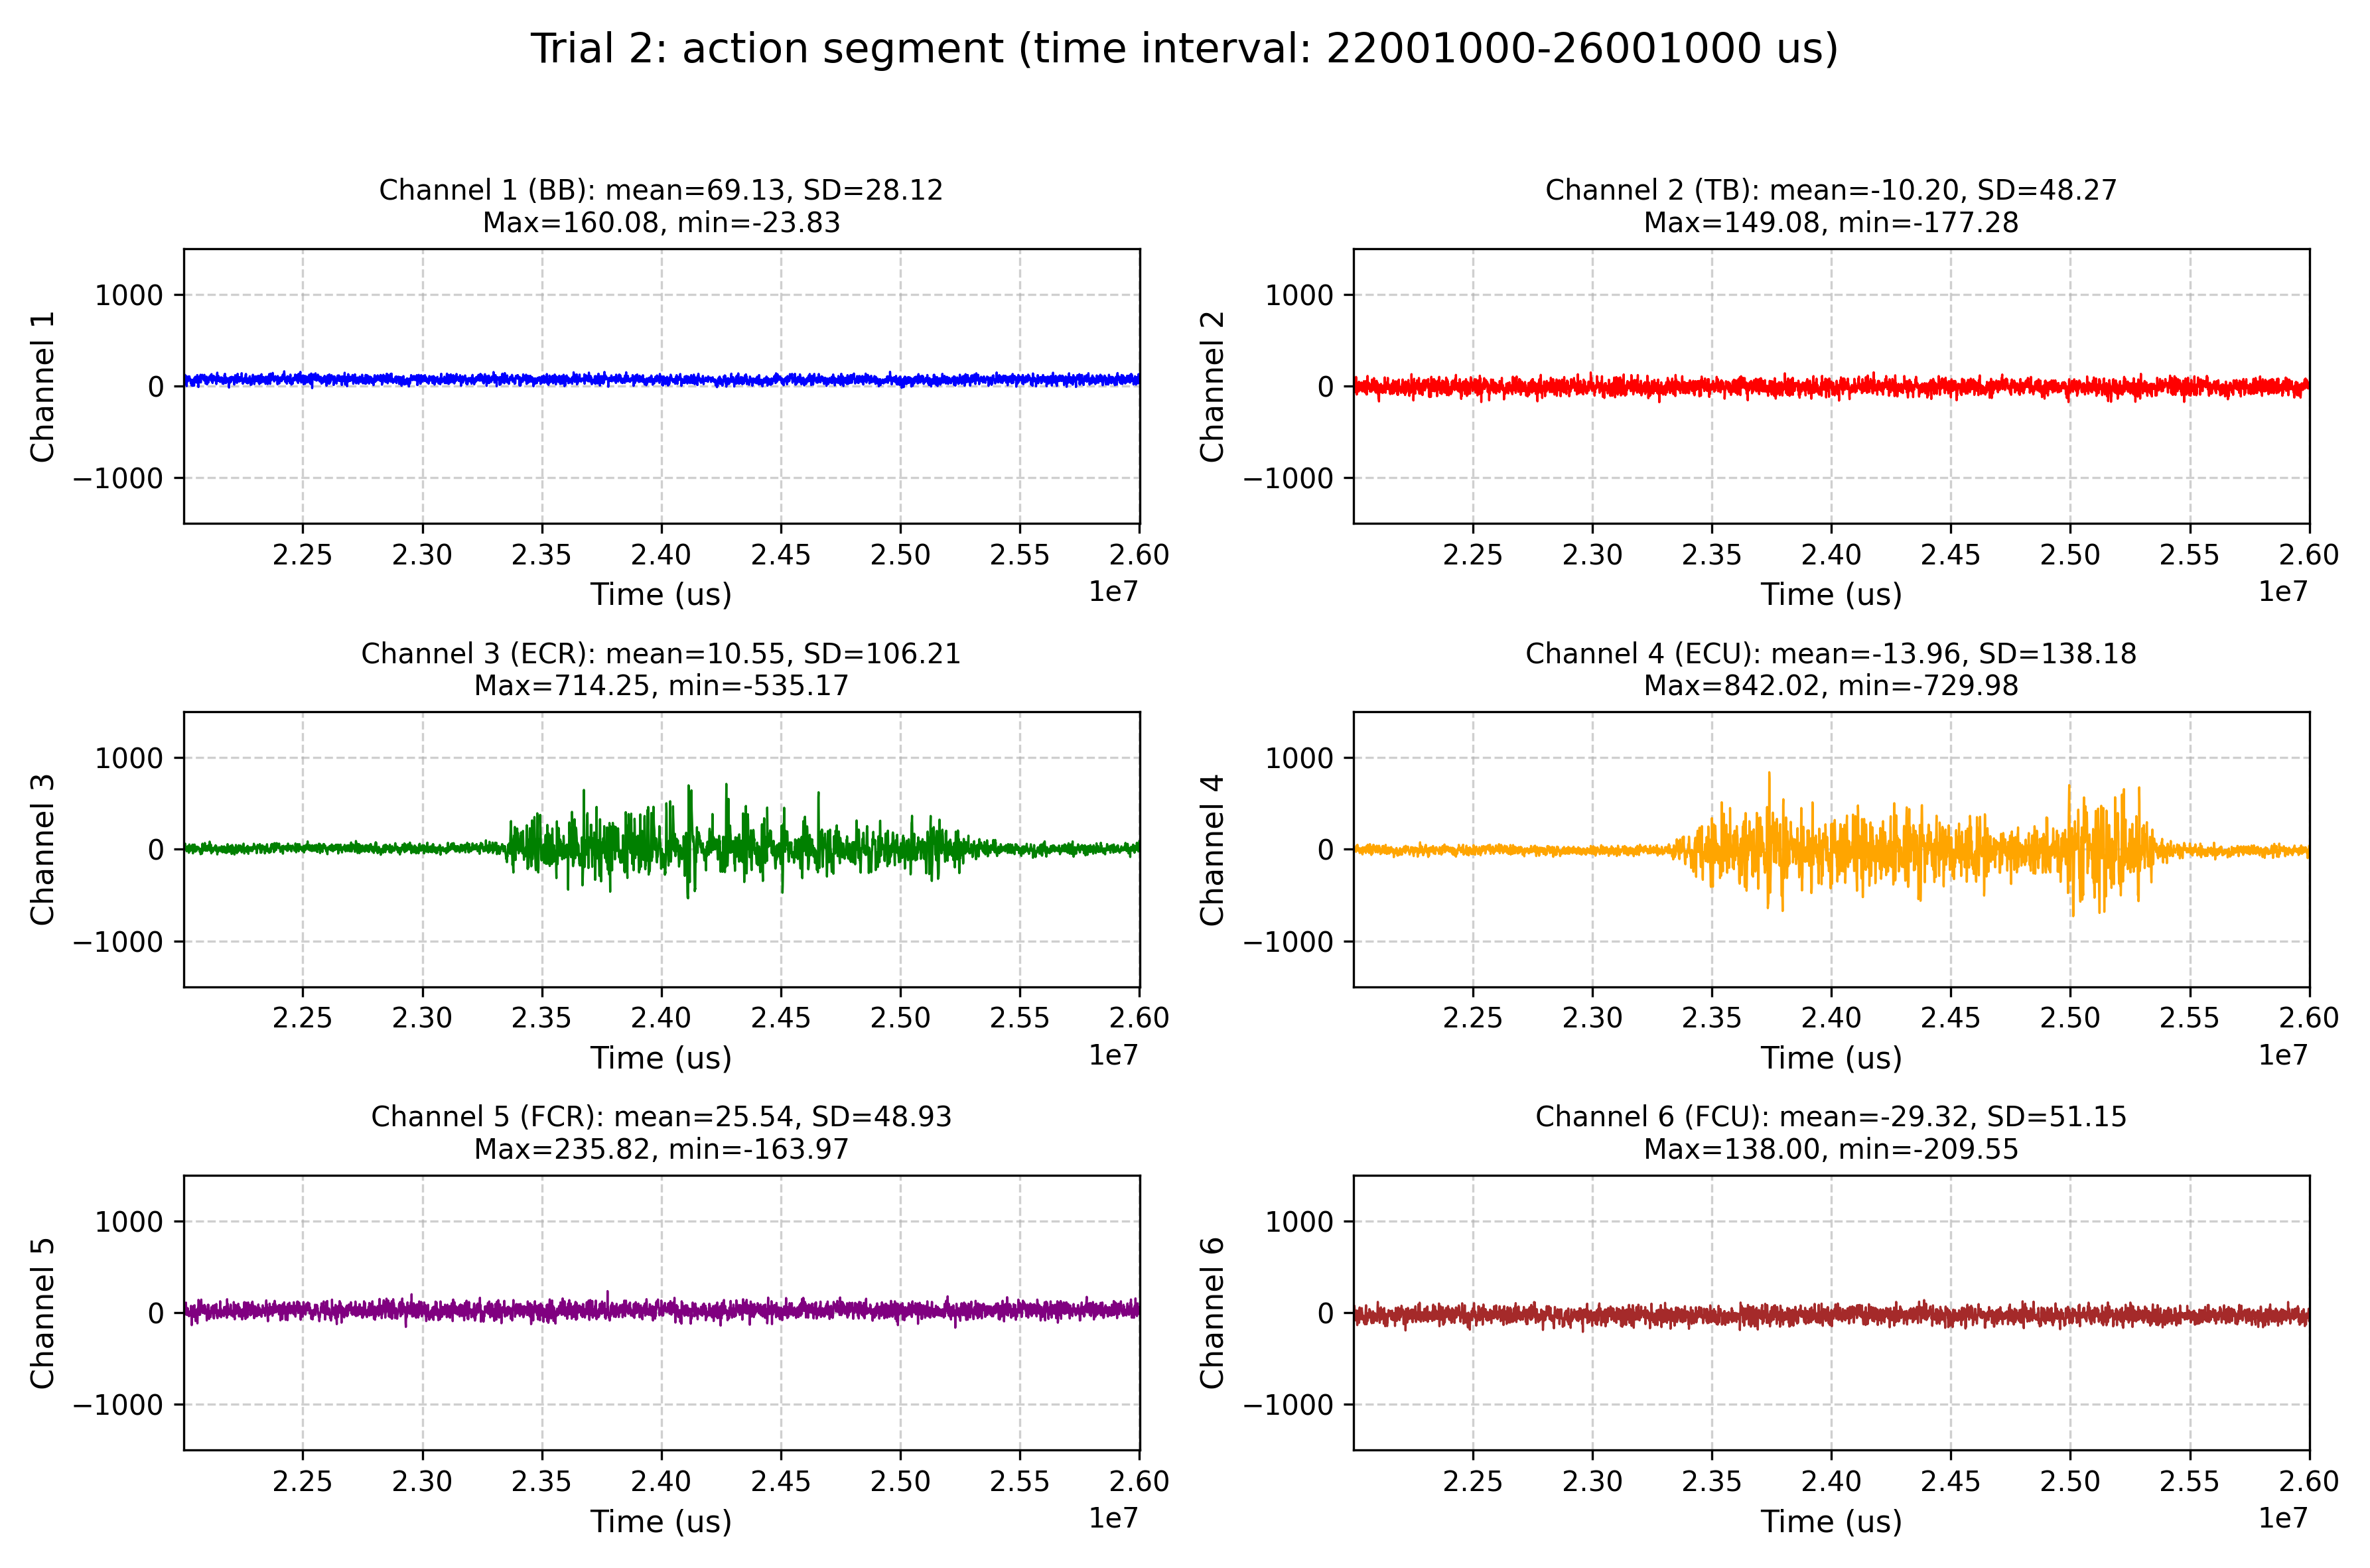 Trial 2: action segment (time interval: 22001000-26001000 us)
Channel 1 (BB): mean=69.13, SD=28.12
Max=160.08, min=-23.83
Channel 1
1000
0
−1000
2.25 2.30 2.35 2.40 2.45 2.50 2.55 2.60
Time (us)
1e7
Channel 2 (TB): mean=-10.20, SD=48.27
Max=149.08, min=-177.28
Channel 2
1000
0
−1000
2.25 2.30 2.35 2.40 2.45 2.50 2.55 2.60
Time (us)
1e7
Channel 3 (ECR): mean=10.55, SD=106.21
Max=714.25, min=-535.17
Channel 3
1000
0
−1000
2.25 2.30 2.35 2.40 2.45 2.50 2.55 2.60
Time (us)
1e7
Channel 4 (ECU): mean=-13.96, SD=138.18
Max=842.02, min=-729.98
Channel 4
1000
0
−1000
2.25 2.30 2.35 2.40 2.45 2.50 2.55 2.60
Time (us)
1e7
Channel 5 (FCR): mean=25.54, SD=48.93
Max=235.82, min=-163.97
Channel 5
1000
0
−1000
2.25 2.30 2.35 2.40 2.45 2.50 2.55 2.60
Time (us)
1e7
Channel 6 (FCU): mean=-29.32, SD=51.15
Max=138.00, min=-209.55
Channel 6
1000
0
−1000
2.25 2.30 2.35 2.40 2.45 2.50 2.55 2.60
Time (us)
1e7